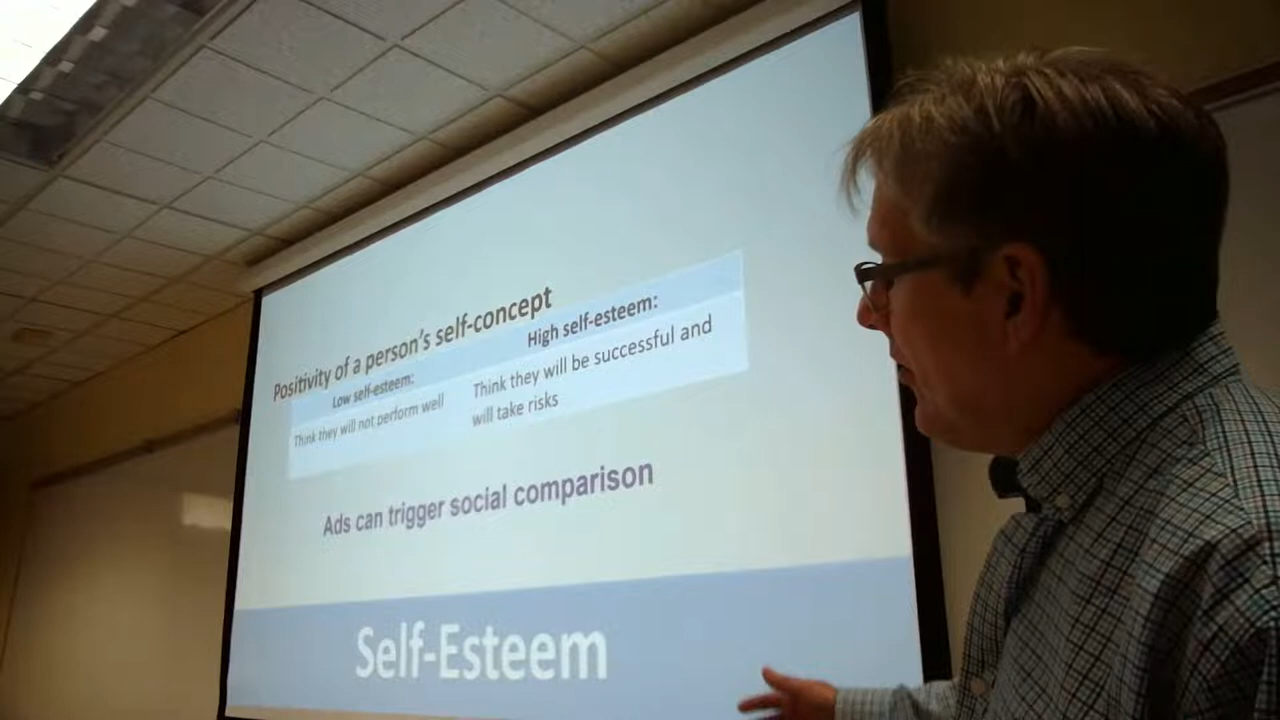 Positivity of a person's self-concept
Low self-esteem:
High self-esteem:
Think they will not perform well
Think they will be successful and
will take risks
Ads can trigger social comparison
Self-Esteem